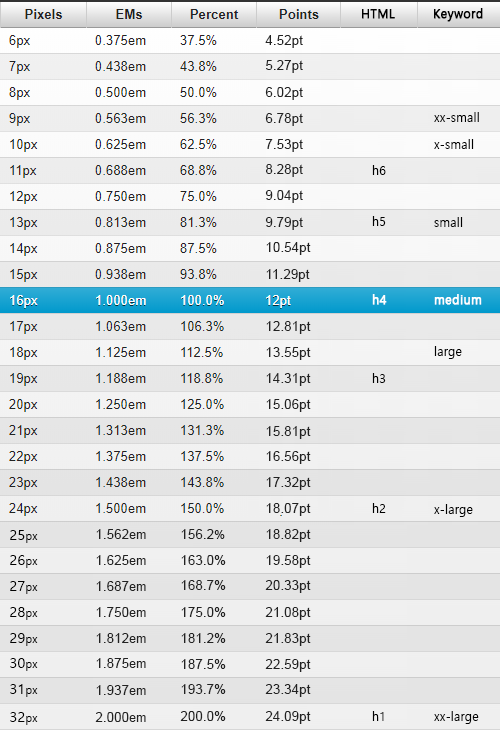 Pixels EMs Percent Points HTML Keyword
6px 0.375em 37.5% 4.52pt
7px 0.438em 43.8% 5.27pt
8px 0.500em 50.0% 6.02pt
9px 0.563em 56.3% 6.78pt xx-small
10px 0.625em 62.5% 7.53pt x-small
11px 0.688em 68.8% 8.28pt h6
12px 0.750em 75.0% 9.04pt
13px 0.813em 81.3% 9.79pt h5 small
14px 0.875em 87.5% 10.54pt
15px 0.938em 93.8% 11.29pt
16px 1.000em 100.0% 12pt h4 medium
17px 1.063em 106.3% 12.81pt
18px 1.125em 112.5% 13.55pt large
19px 1.188em 118.8% 14.31pt h3
20px 1.250em 125.0% 15.06pt
21px 1.313em 131.3% 15.81pt
22px 1.375em 137.5% 16.56pt
23px 1.438em 143.8% 17.32pt
24px 1.500em 150.0% 18.07pt h2 x-large
25px 1.562em 156.2% 18.82pt
26px 1.625em 163.0% 19.58pt
27px 1.687em 168.7% 20.33pt
28px 1.750em 175.0% 21.08pt
29px 1.812em 181.2% 21.83pt
30px 1.875em 187.5% 22.59pt
31px 1.937em 193.7% 23.34pt
32px 2.000em 200.0% 24.09pt h1 xx-large